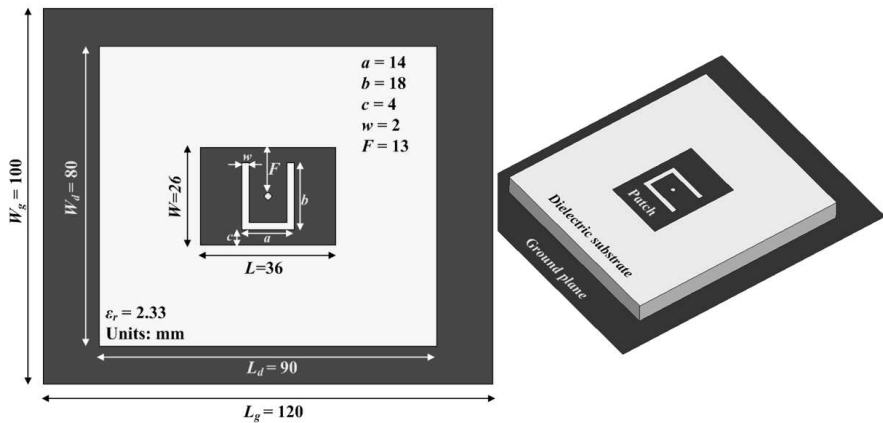 a = 14
b = 18
c = 4
w = 2
F = 13
W_g = 100
W_d = 80
W=26
w
F
b
a
c
L=36
ε_r = 2.33
Units: mm
L_d = 90
L_g = 120
Patch
Dielectric substrate
Ground plane